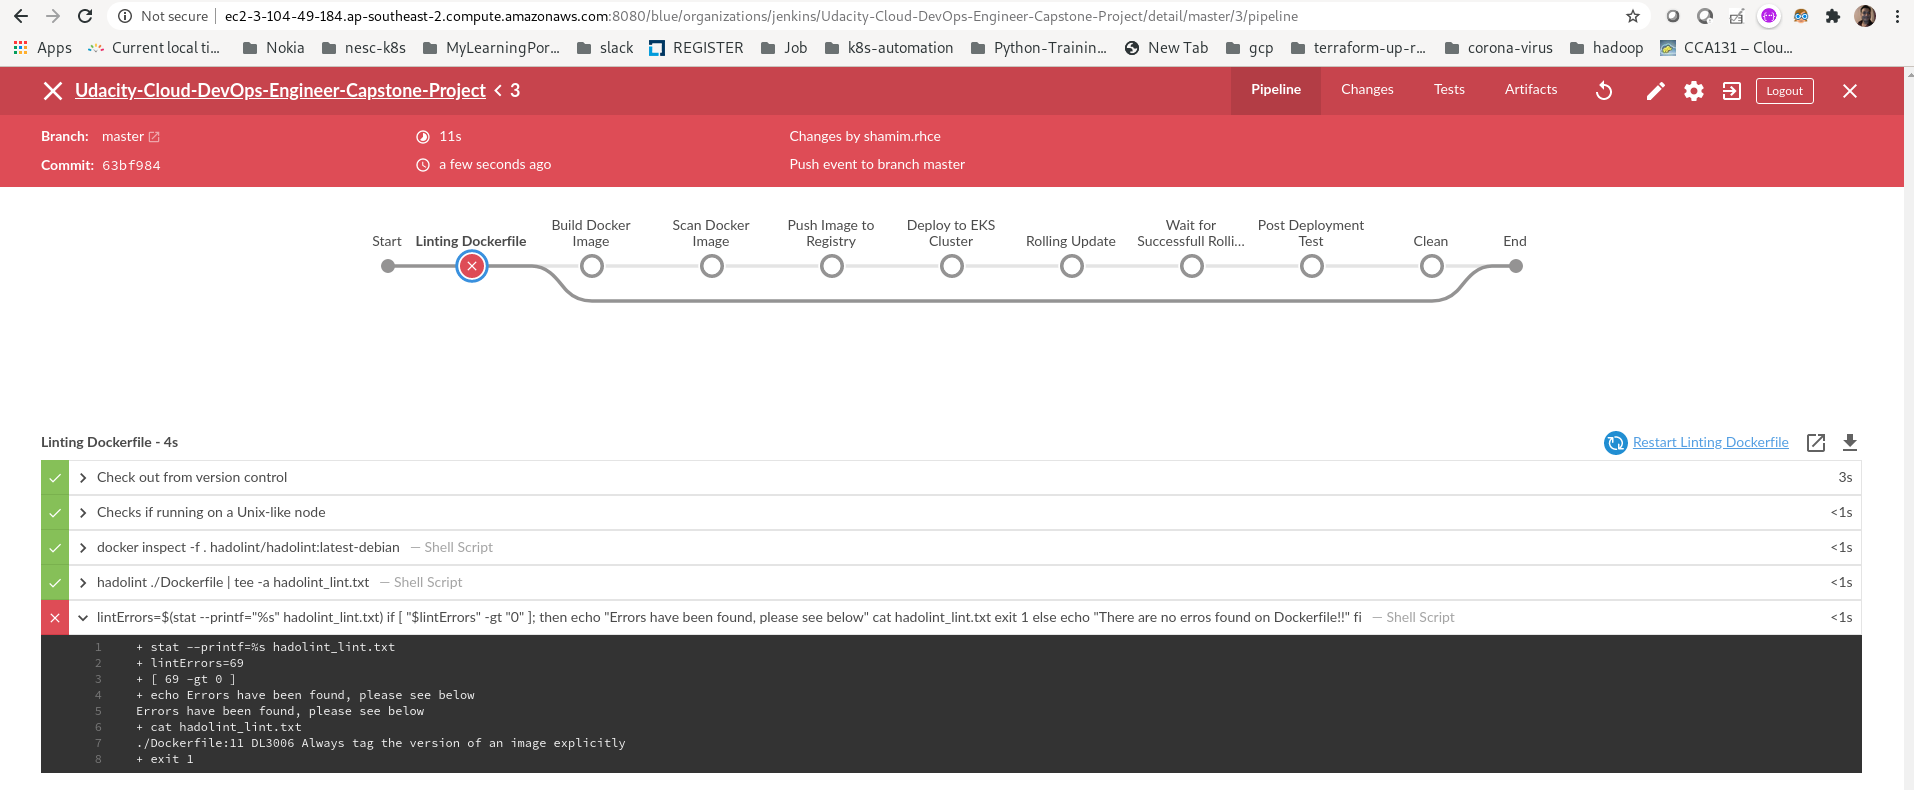 Not secure | ec2-3-104-49-184.ap-southeast-2.compute.amazonaws.com:8080/blue/organizations/jenkins/Udacity-Cloud-DevOps-Engineer-Capstone-Project/detail/master/3/pipeline
Apps Current local ti... Nokia nesc-k8s MyLearningPor... slack REGISTER Job k8s-automation Python-Trainin... New Tab gcp terraform-up-r... corona-virus hadoop CCA131 – Clou...
Udacity-Cloud-DevOps-Engineer-Capstone-Project < 3 Pipeline Changes Tests Artifacts Logout
Branch: master 11s Changes by shamim.rhce
Commit: 63bf984 a few seconds ago Push event to branch master
Start Linting Dockerfile Build Docker Image Scan Docker Image Push Image to Registry Deploy to EKS Cluster Rolling Update Wait for Successfull Rolli... Post Deployment Test Clean End
Linting Dockerfile - 4s Restart Linting Dockerfile
Check out from version control 3s
Checks if running on a Unix-like node <1s
docker inspect -f . hadolint/hadolint:latest-debian — Shell Script <1s
hadolint ./Dockerfile | tee -a hadolint_lint.txt — Shell Script <1s
lintErrors=$(stat --printf="%s" hadolint_lint.txt) if [ "$lintErrors" -gt "0" ]; then echo "Errors have been found, please see below" cat hadolint_lint.txt exit 1 else echo "There are no erros found on Dockerfile!!" fi — Shell Script <1s
1 + stat --printf=%s hadolint_lint.txt
2 + lintErrors=69
3 + [ 69 -gt 0 ]
4 + echo Errors have been found, please see below
5 Errors have been found, please see below
6 + cat hadolint_lint.txt
7 ./Dockerfile:11 DL3006 Always tag the version of an image explicitly
8 + exit 1